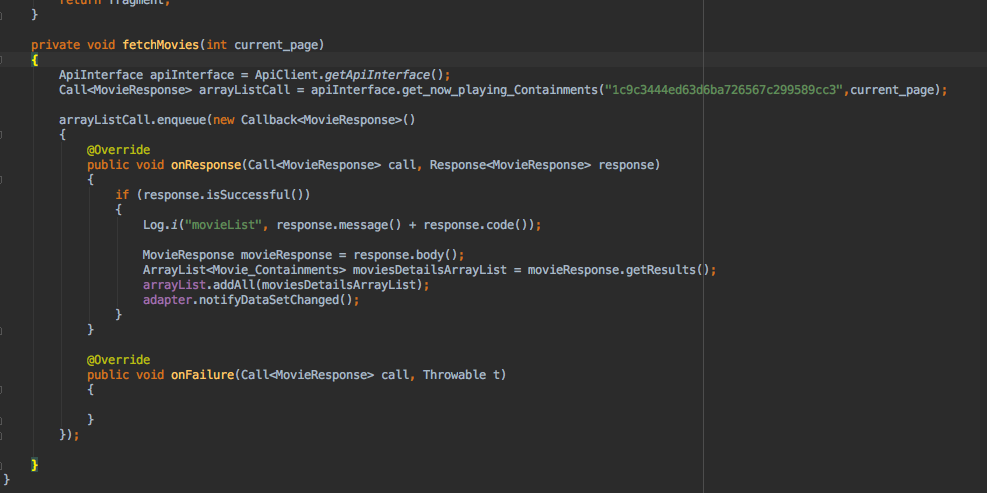 return fragment;
}
private void fetchMovies(int current_page)
{
ApiInterface apiInterface = ApiClient.getApiInterface();
Call<MovieResponse> arrayListCall = apiInterface.get_now_playing_Containments("1c9c3444ed63d6ba726567c299589cc3",current_page);
arrayListCall.enqueue(new Callback<MovieResponse>()
{
@Override
public void onResponse(Call<MovieResponse> call, Response<MovieResponse> response)
{
if (response.isSuccessful())
{
Log.i("movieList", response.message() + response.code());
MovieResponse movieResponse = response.body();
ArrayList<Movie_Containments> moviesDetailsArrayList = movieResponse.getResults();
arrayList.addAll(moviesDetailsArrayList);
adapter.notifyDataSetChanged();
}
}
@Override
public void onFailure(Call<MovieResponse> call, Throwable t)
{
}
});
}
}